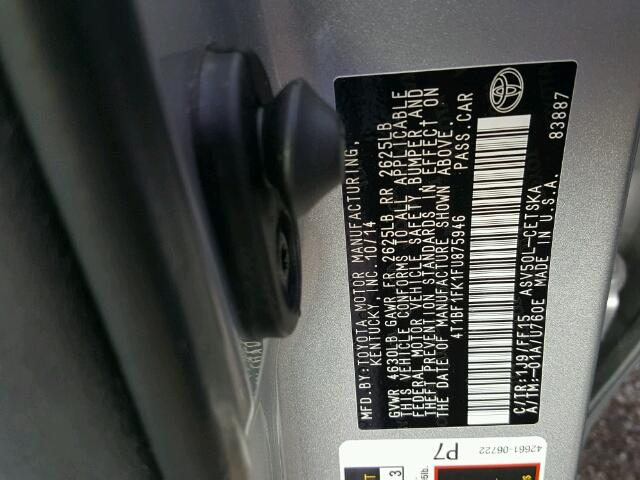 MFD.BY:TOYOTA MOTOR MANUFACTURING,
KENTUCKY, INC. 10/14
GVWR 4630LB GAWR FR 2625LB RR 2625LB
THIS VEHICLE CONFORMS TO ALL APPLICABLE
FEDERAL MOTOR VEHICLE SAFETY, BUMPER, AND
THEFT PREVENTION STANDARDS IN EFFECT ON
THE DATE OF MANUFACTURE SHOWN ABOVE.
4T1BF1FK1FU875946 PASS.CAR
C/TR:1J9/FF15 ASV50L-CETSKA
A/TM:-01A/U760E MADE IN U.S.A.
83887
42661-06722
P7
3